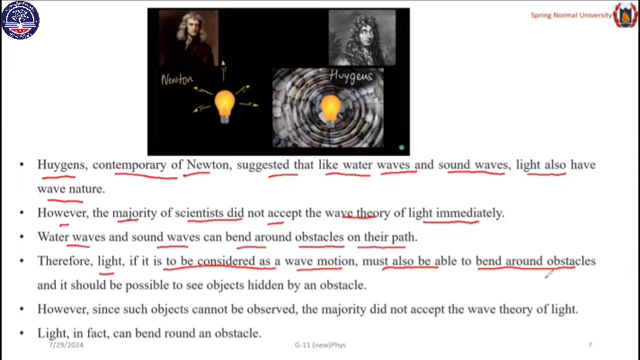 Spring Normal University
Newton
Huygens
• Huygens, contemporary of Newton, suggested that like water waves and sound waves, light also have
wave nature.
• However, the majority of scientists did not accept the wave theory of light immediately.
• Water waves and sound waves can bend around obstacles on their path.
• Therefore, light, if it is to be considered as a wave motion, must also be able to bend around obstacles
and it should be possible to see objects hidden by an obstacle.
• However, since such objects cannot be observed, the majority did not accept the wave theory of light.
• Light, in fact, can bend round an obstacle.
7/29/2024
G-11 (new)Phys
7